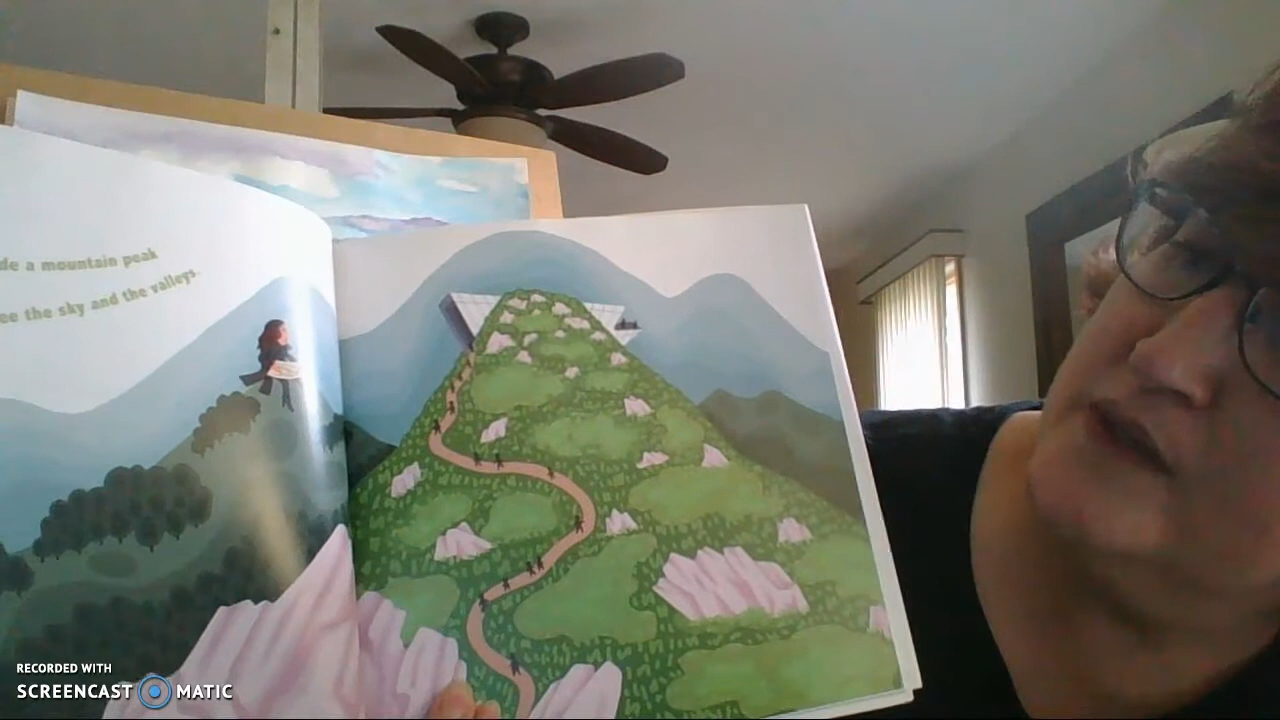 a mountain peak
the sky and the valleys.
RECORDED WITH
SCREENCAST MATIC